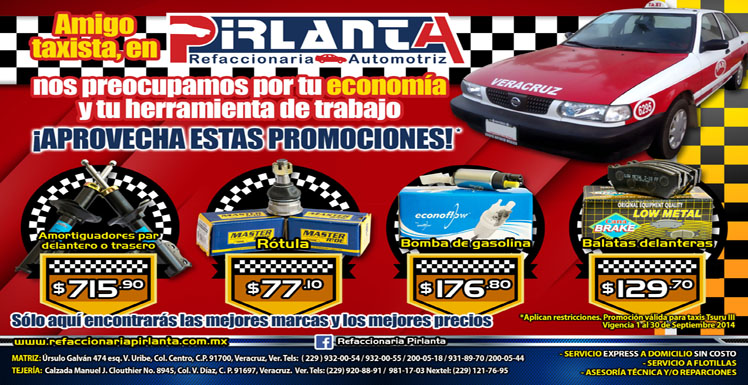 Amigo
taxista, en
PIRLANTA
Refaccionaria Automotriz
nos preocupamos por tu economía
y tu herramienta de trabajo
¡APROVECHA ESTAS PROMOCIONES!*
TAXI
VERACRUZ
6295
Amortiguadores par
delantero o trasero
$715.90
MASTER
MASTER
Rótula
$77.10
econoflow
Bomba de gasolina
$176.80
ORIGINAL EQUIPMENT QUALITY
LOW METAL
BRAKE
Balatas delanteras
$129.70
Sólo aquí encontrarás las mejores marcas y los mejores precios
*Aplican restricciones. Promoción válida para taxis Tsuru III
Vigencia 1 al 30 de Septiembre 2014
www.refaccionariapirlanta.com.mx
f Refaccionaria Pirlanta
MATRIZ: Úrsulo Galván 474 esq. V. Uribe, Col. Centro, C.P. 91700, Veracruz, Ver. Tels: (229) 932-00-54 / 932-00-55 / 200-05-18 / 931-89-70 /200-05-44
TEJERÍA: Calzada Manuel J. Clouthier No. 8945, Col. V. Díaz, C. P. 91697, Veracruz. Ver. Tels: (229) 920-88-91 / 981-17-03 Nextel: (229) 121-76-95
- SERVICIO EXPRESS A DOMICILIO SIN COSTO
- SERVICIO A FLOTILLAS
- ASESORÍA TÉCNICA Y/O REPARCIONES